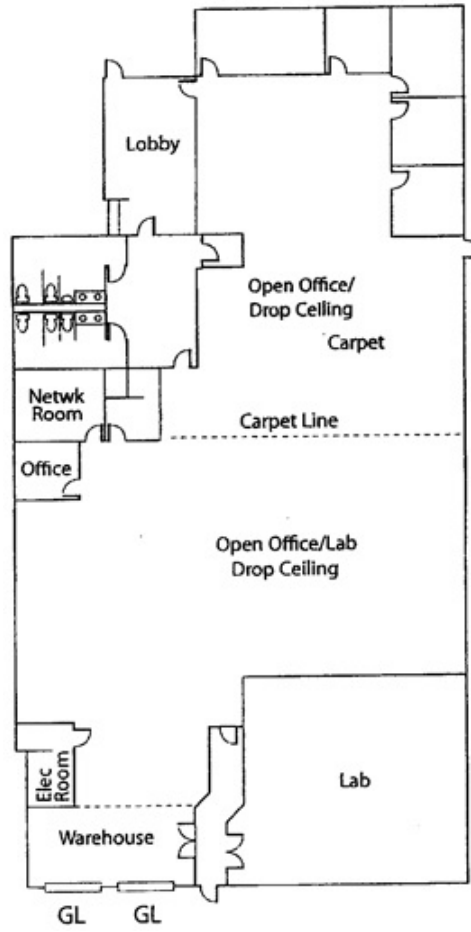 Lobby
Open Office/
Drop Ceiling
Carpet
Netwk
Room
Carpet Line
Office
Open Office/Lab
Drop Ceiling
Elec
Room
Lab
Warehouse
GL
GL